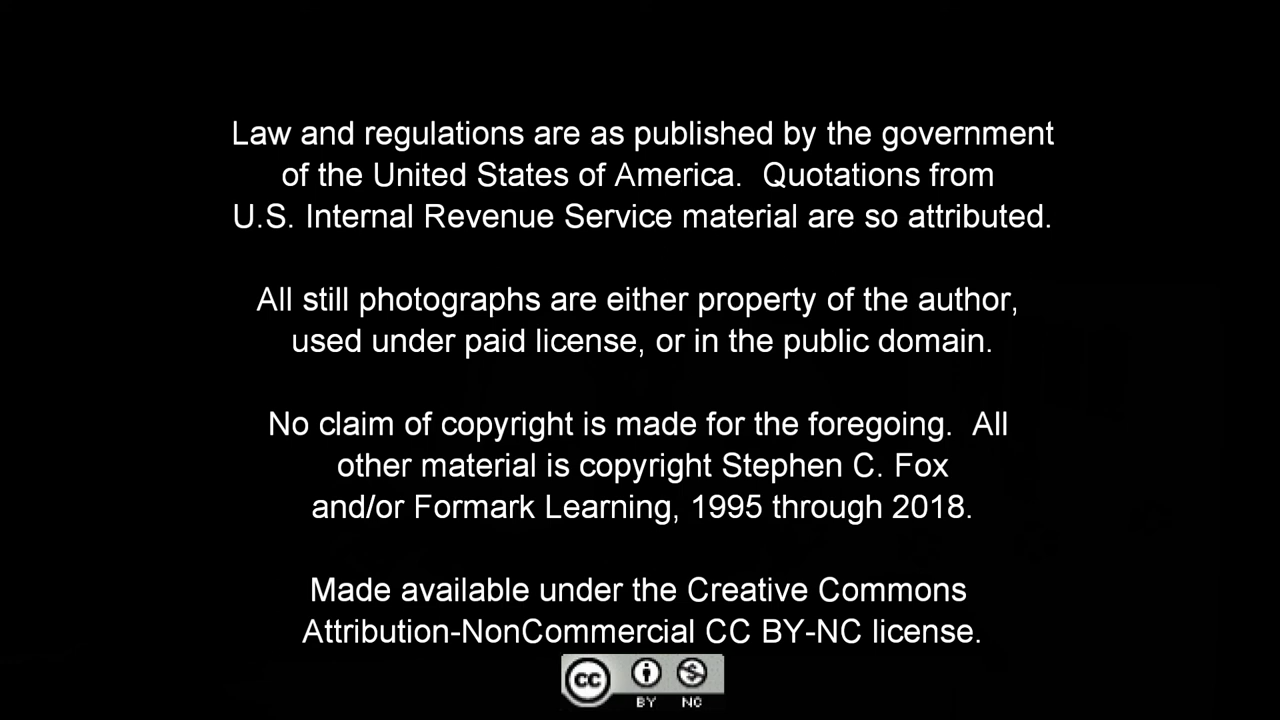 Law and regulations are as published by the government
of the United States of America.  Quotations from
U.S. Internal Revenue Service material are so attributed.
All still photographs are either property of the author,
used under paid license, or in the public domain.
No claim of copyright is made for the foregoing.  All
other material is copyright Stephen C. Fox
and/or Formark Learning, 1995 through 2018.
Made available under the Creative Commons
Attribution-NonCommercial CC BY-NC license.
cc
BY NC